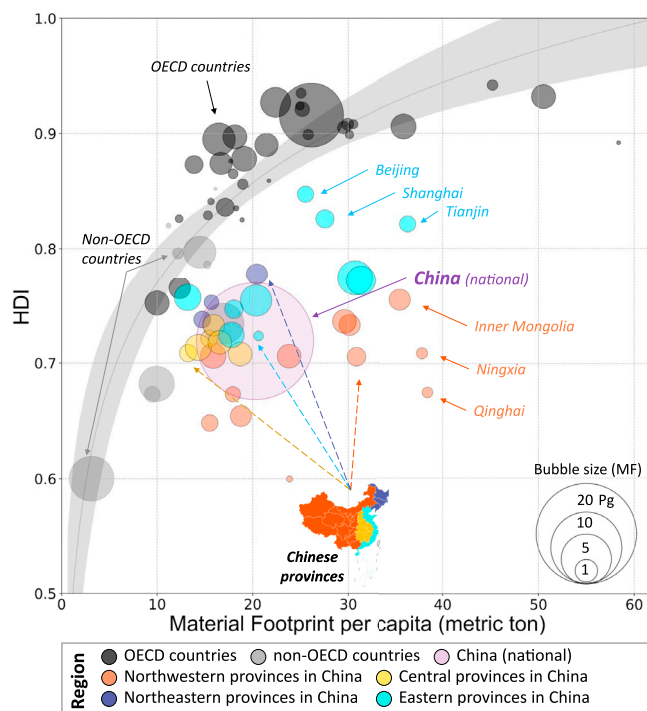 1.0
OECD countries
0.9
Beijing
Shanghai
Tianjin
Non-OECD
countries
0.8
HDI
China (national)
Inner Mongolia
0.7
Ningxia
Qinghai
0.6
Bubble size (MF)
20 Pg
10
5
1
Chinese
provinces
0.5
0 10 20 30 40 50 60
Material Footprint per capita (metric ton)
Region
OECD countries non-OECD countries China (national)
Northwestern provinces in China Central provinces in China
Northeastern provinces in China Eastern provinces in China